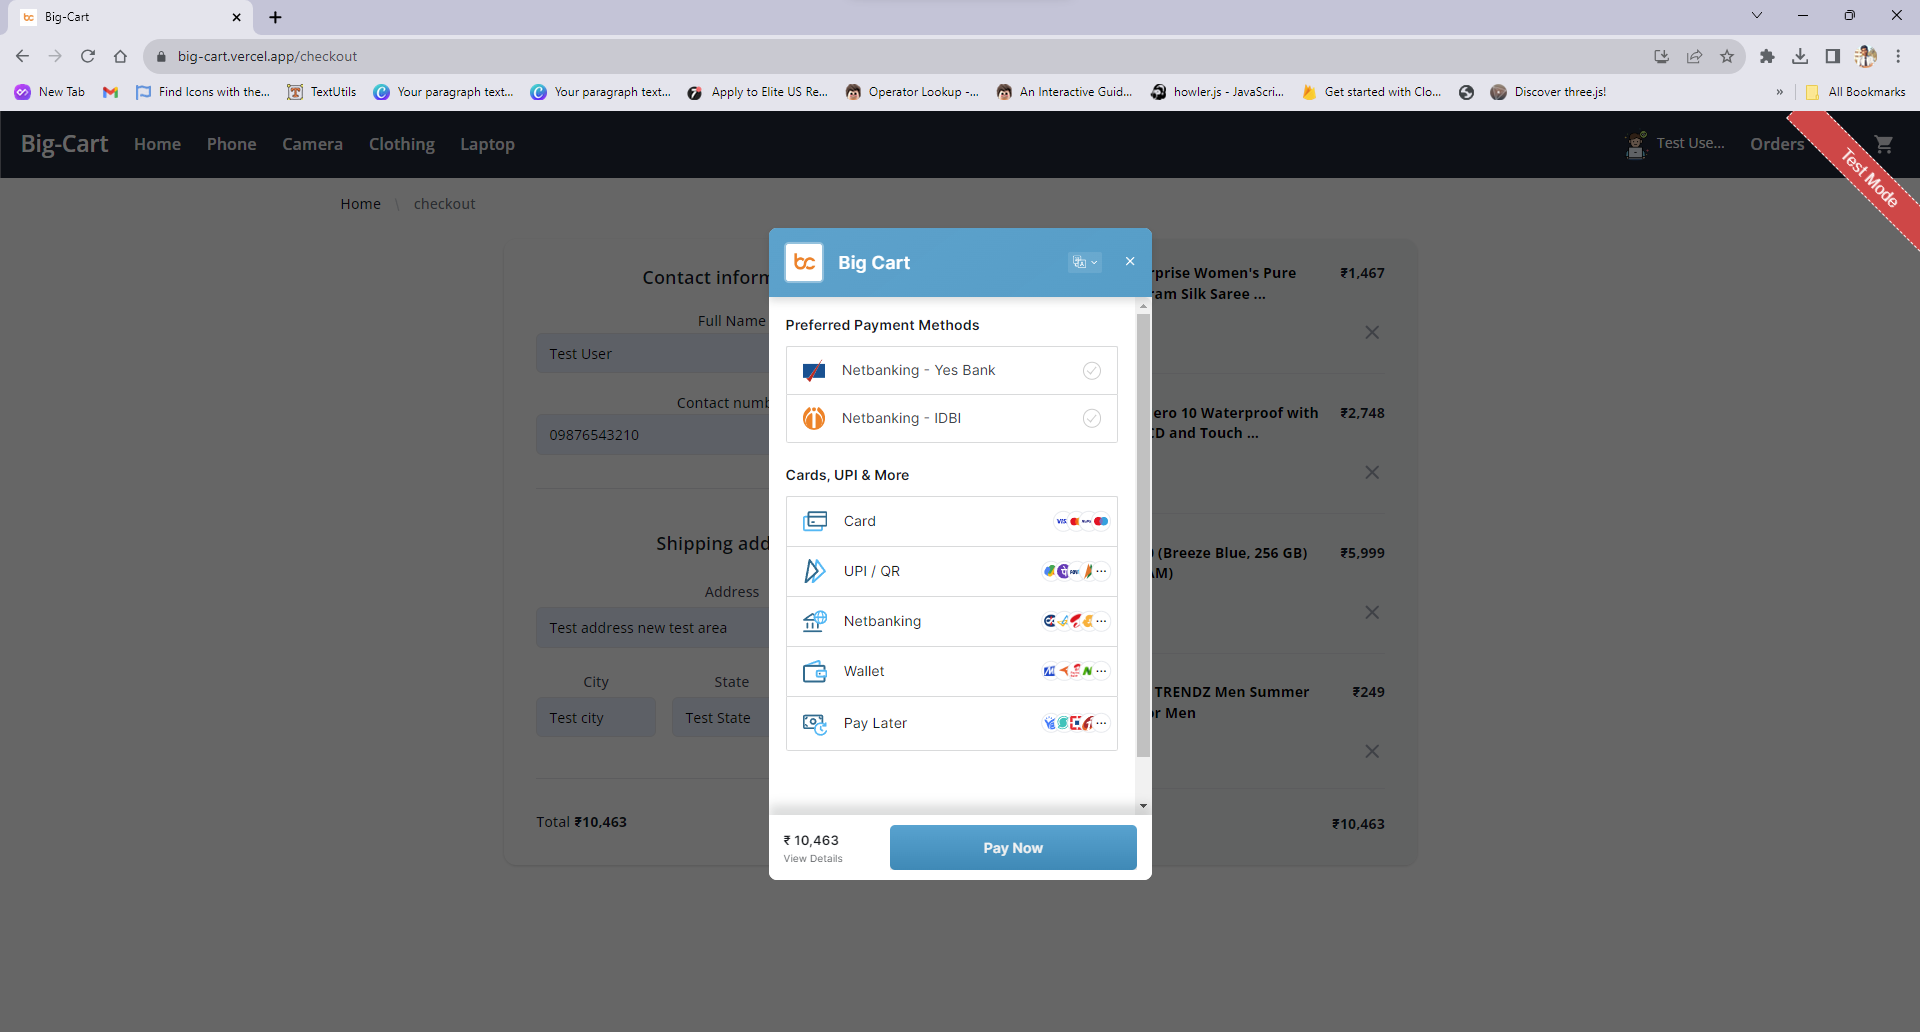 Big-Cart
big-cart.vercel.app/checkout
New Tab
Find Icons with the...
TextUtils
Your paragraph text...
Your paragraph text...
Apply to Elite US Re...
Operator Lookup -...
An Interactive Guid...
howler.js - JavaScri...
Get started with Clo...
Discover three.js!
»
All Bookmarks
Big-Cart
Home
Phone
Camera
Clothing
Laptop
Test Use...
Orders
Test Mode
Home \ checkout
Contact inform
Full Name
Test User
Contact numb
09876543210
Shipping add
Address
Test address new test area
City
State
Test city
Test State
Total ₹10,463
bc
Big Cart
Preferred Payment Methods
Netbanking - Yes Bank
Netbanking - IDBI
Cards, UPI & More
Card
VISA
UPI / QR
Netbanking
Wallet
Pay Later
₹ 10,463
View Details
Pay Now
rprise Women's Pure
₹1,467
ram Silk Saree ...
ero 10 Waterproof with
₹2,748
CD and Touch ...
(Breeze Blue, 256 GB)
₹5,999
AM)
TRENDZ Men Summer
₹249
or Men
₹10,463